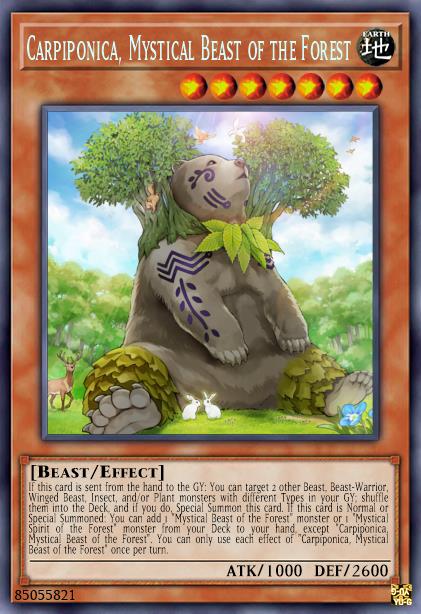 Carpiponica, Mystical Beast of the Forest
EARTH
地
[Beast/Effect]
If this card is sent from the hand to the GY: You can target 2 other Beast, Beast-Warrior,
Winged Beast, Insect, and/or Plant monsters with different Types in your GY; shuffle
them into the Deck, and if you do, Special Summon this card. If this card is Normal or
Special Summoned: You can add 1 "Mystical Beast of the Forest" monster or 1 "Mystical
Spirit of the Forest" monster from your Deck to your hand, except "Carpiponica, Mystical
Beast of the Forest". You can only use each effect of "Carpiponica, Mystical
Beast of the Forest" once per turn.
ATK/1000 DEF/2600
85055821